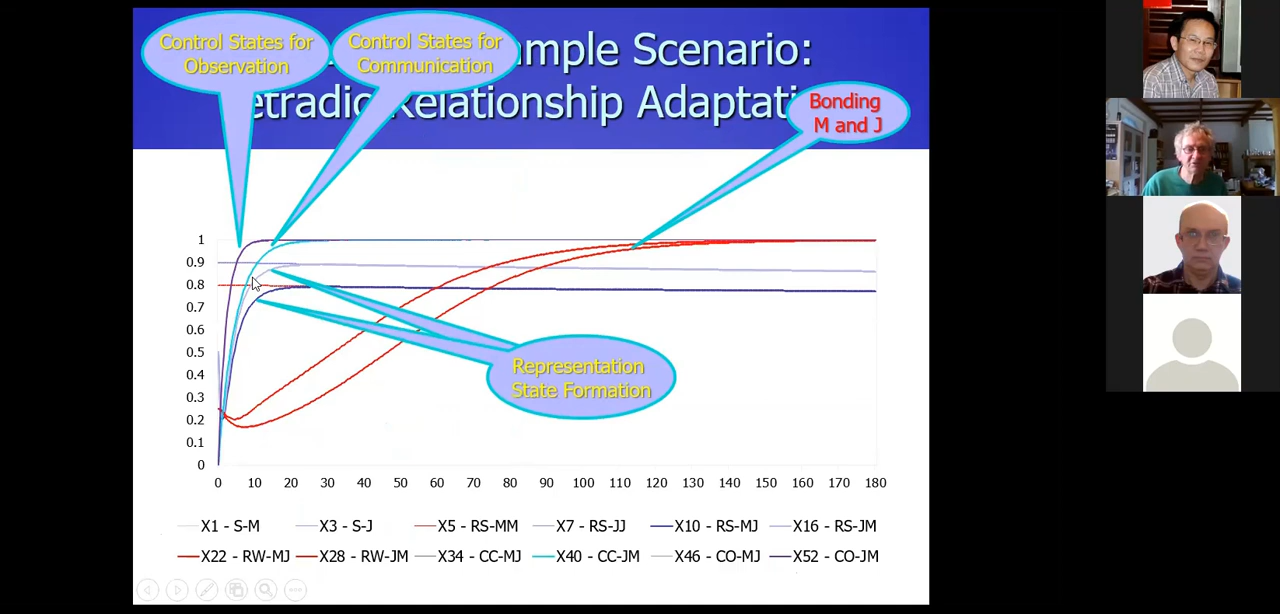 Control States for
Observation
Control States for
Communication
mple Scenario:
etradic Relationship Adaptati
Bonding
M and J
1
0.9
0.8
0.7
0.6
0.5
0.4
0.3
0.2
0.1
0
Representation
State Formation
0 10 20 30 40 50 60 70 80 90 100 110 120 130 140 150 160 170 180
X1 - S-M X3 - S-J X5 - RS-MM X7 - RS-JJ X10 - RS-MJ X16 - RS-JM
X22 - RW-MJ X28 - RW-JM X34 - CC-MJ X40 - CC-JM X46 - CO-MJ X52 - CO-JM